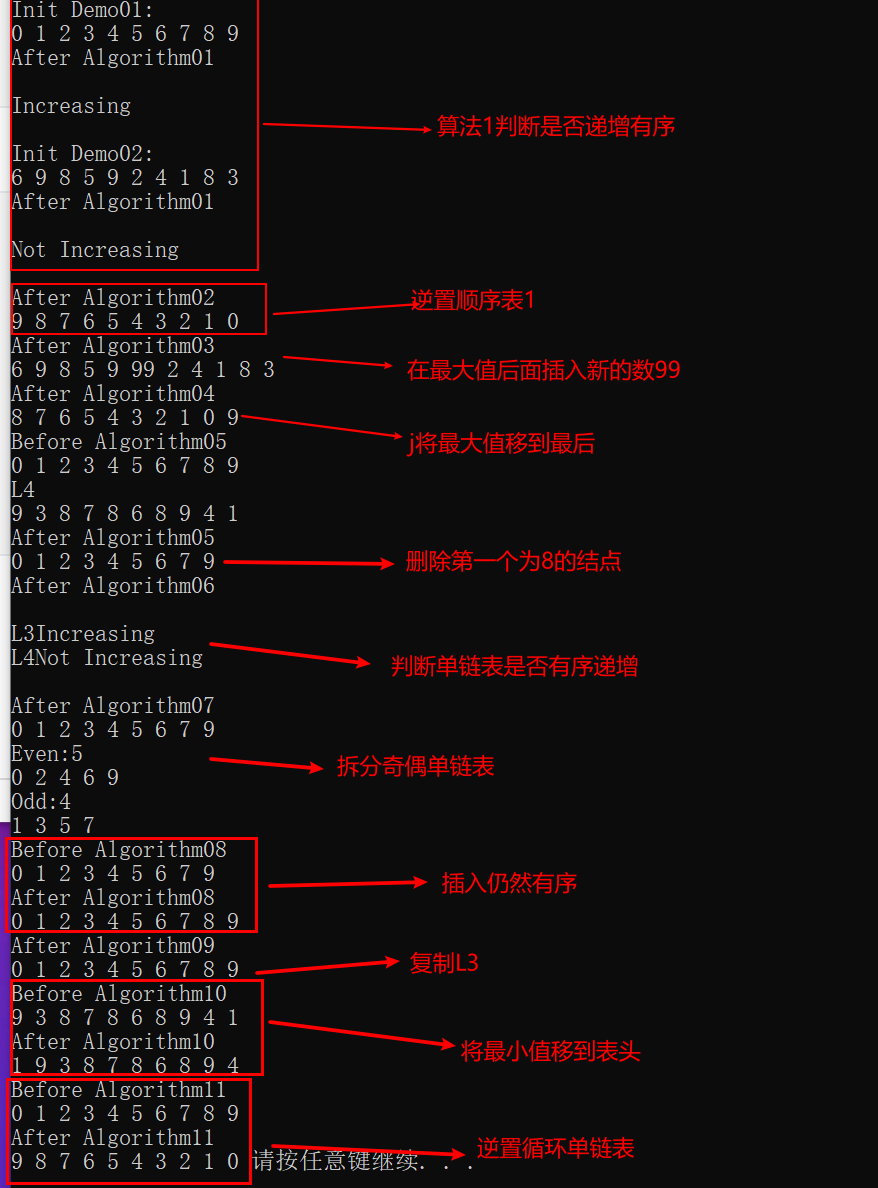 Init Demo01:
0 1 2 3 4 5 6 7 8 9
After Algorithm01
Increasing
算法1判断是否递增有序
Init Demo02:
6 9 8 5 9 2 4 1 8 3
After Algorithm01
Not Increasing
After Algorithm02
逆置顺序表1
9 8 7 6 5 4 3 2 1 0
After Algorithm03
6 9 8 5 9 99 2 4 1 8 3
在最大值后面插入新的数99
After Algorithm04
8 7 6 5 4 3 2 1 0 9
Before Algorithm05
j将最大值移到最后
0 1 2 3 4 5 6 7 8 9
L4
9 3 8 7 8 6 8 9 4 1
After Algorithm05
0 1 2 3 4 5 6 7 9
删除第一个为8的结点
After Algorithm06
L3Increasing
L4Not Increasing
判断单链表是否有序递增
After Algorithm07
0 1 2 3 4 5 6 7 9
Even:5
拆分奇偶单链表
0 2 4 6 9
Odd:4
1 3 5 7
Before Algorithm08
0 1 2 3 4 5 6 7 9
插入仍然有序
After Algorithm08
0 1 2 3 4 5 6 7 8 9
After Algorithm09
复制L3
0 1 2 3 4 5 6 7 8 9
Before Algorithm10
9 3 8 7 8 6 8 9 4 1
After Algorithm10
将最小值移到表头
1 9 3 8 7 8 6 8 9 4
Before Algorithm11
0 1 2 3 4 5 6 7 8 9
After Algorithm11
逆置循环单链表
9 8 7 6 5 4 3 2 1 0 请按任意键继续. . .